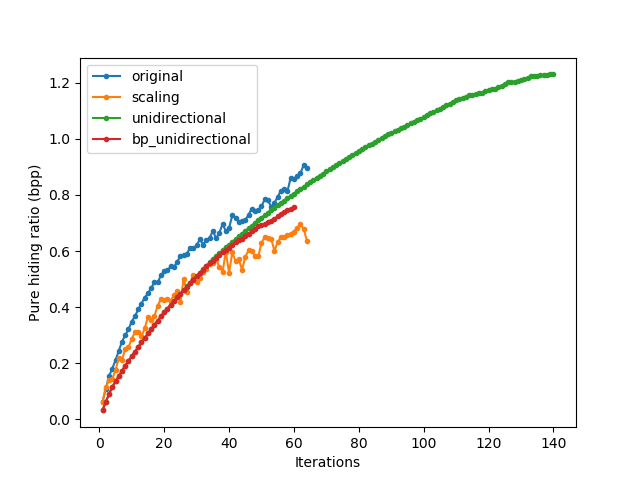 original
scaling
unidirectional
bp_unidirectional
Pure hiding ratio (bpp)
1.2
1.0
0.8
0.6
0.4
0.2
0.0
0 20 40 60 80 100 120 140
Iterations